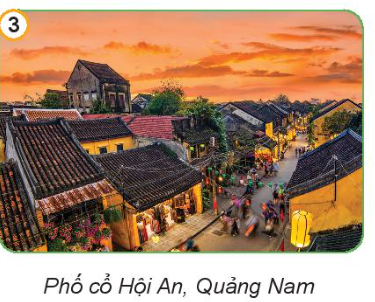 3
Phố cổ Hội An, Quảng Nam